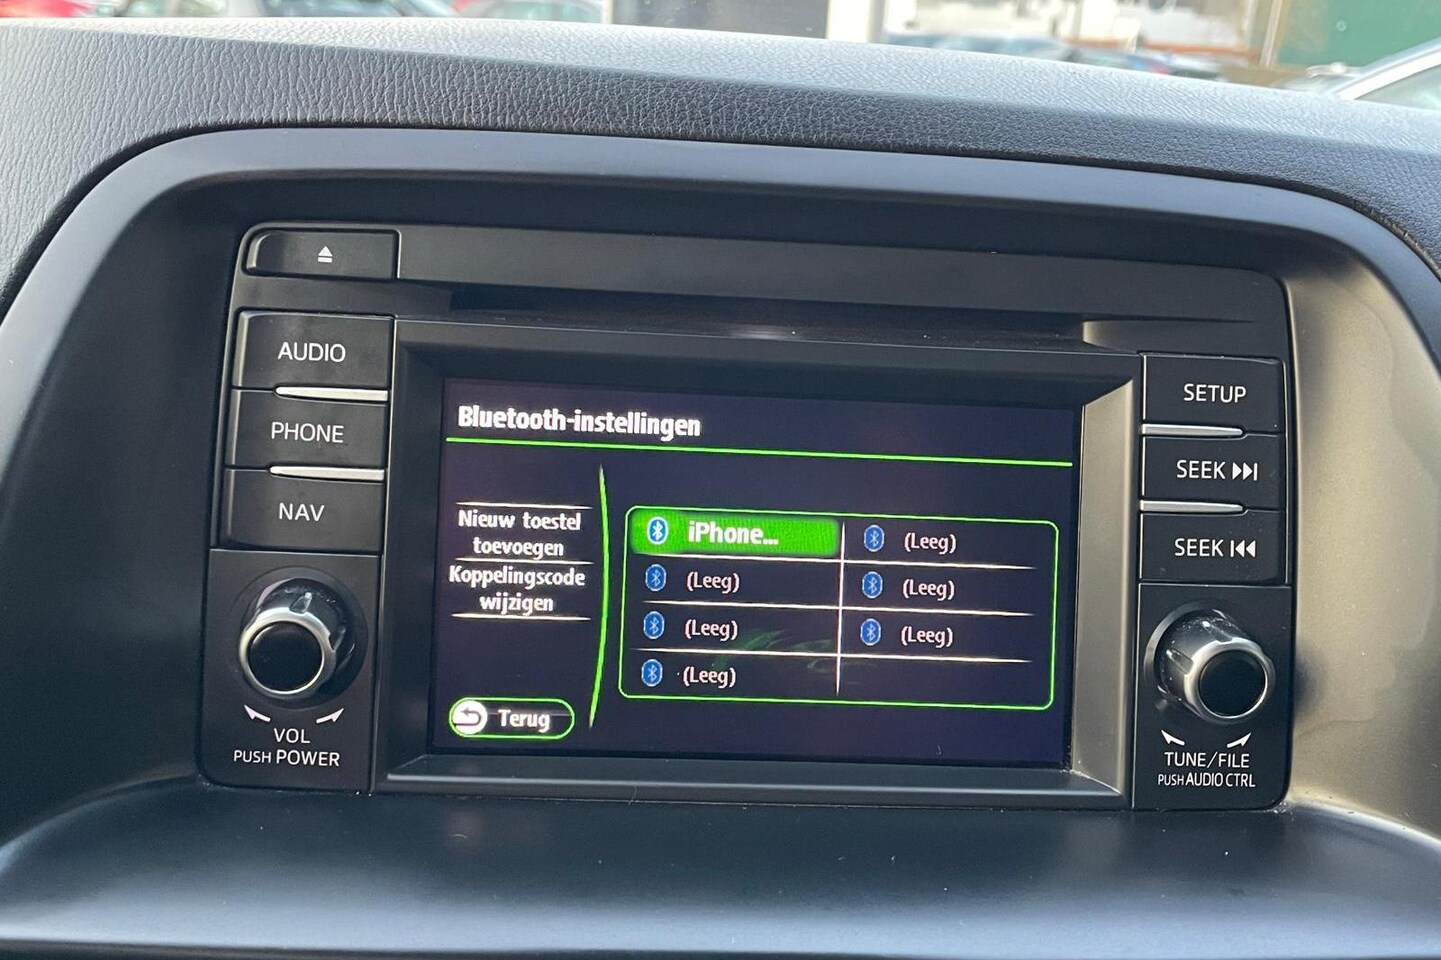 AUDIO
PHONE
NAV
VOL
PUSH POWER
Bluetooth-instellingen
Nieuw toestel
toevoegen
Koppelingscode
wijzigen
Terug
iPhone...
(Leeg)
(Leeg)
(Leeg)
(Leeg)
(Leeg)
(Leeg)
SETUP
SEEK
SEEK
TUNE/FILE
PUSH AUDIO CTRL